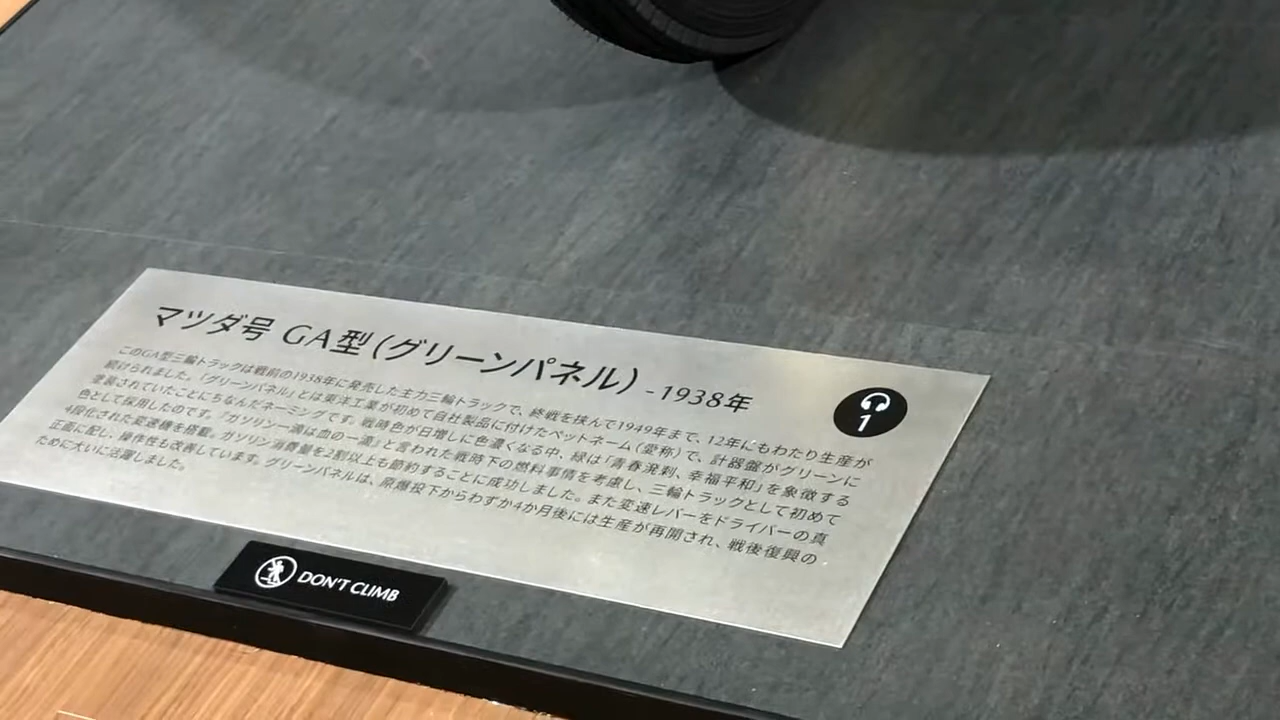 マツダ号 GA型(グリーンパネル) -1938年
1
このGA型三輪トラックは戦前の1938年に発売した主力三輪トラックで、終戦を挟んで1949年まで、12年にもわたり生産が
続けられました。「グリーンパネル」とは東洋工業が初めて自社製品に付けたペットネーム(愛称)で、計器盤がグリーンに
塗装されていたことにちなんだネーミングです。戦時色が日増しに色濃くなる中、緑は「青春溌剌、幸福平和」を象徴する
色として採用したのです。「ガソリン一滴は血の一滴」と言われた戦時下の燃料事情を考慮し、三輪トラックとして初めて
4段化された変速機を搭載。ガソリン消費量を2割以上も節約することに成功しました。また変速レバーをドライバーの真
正面に配し、操作性も改善しています。グリーンパネルは、原爆投下からわずか4か月後には生産が再開され、戦後復興の
ために大いに活躍しました。
DON'T CLIMB